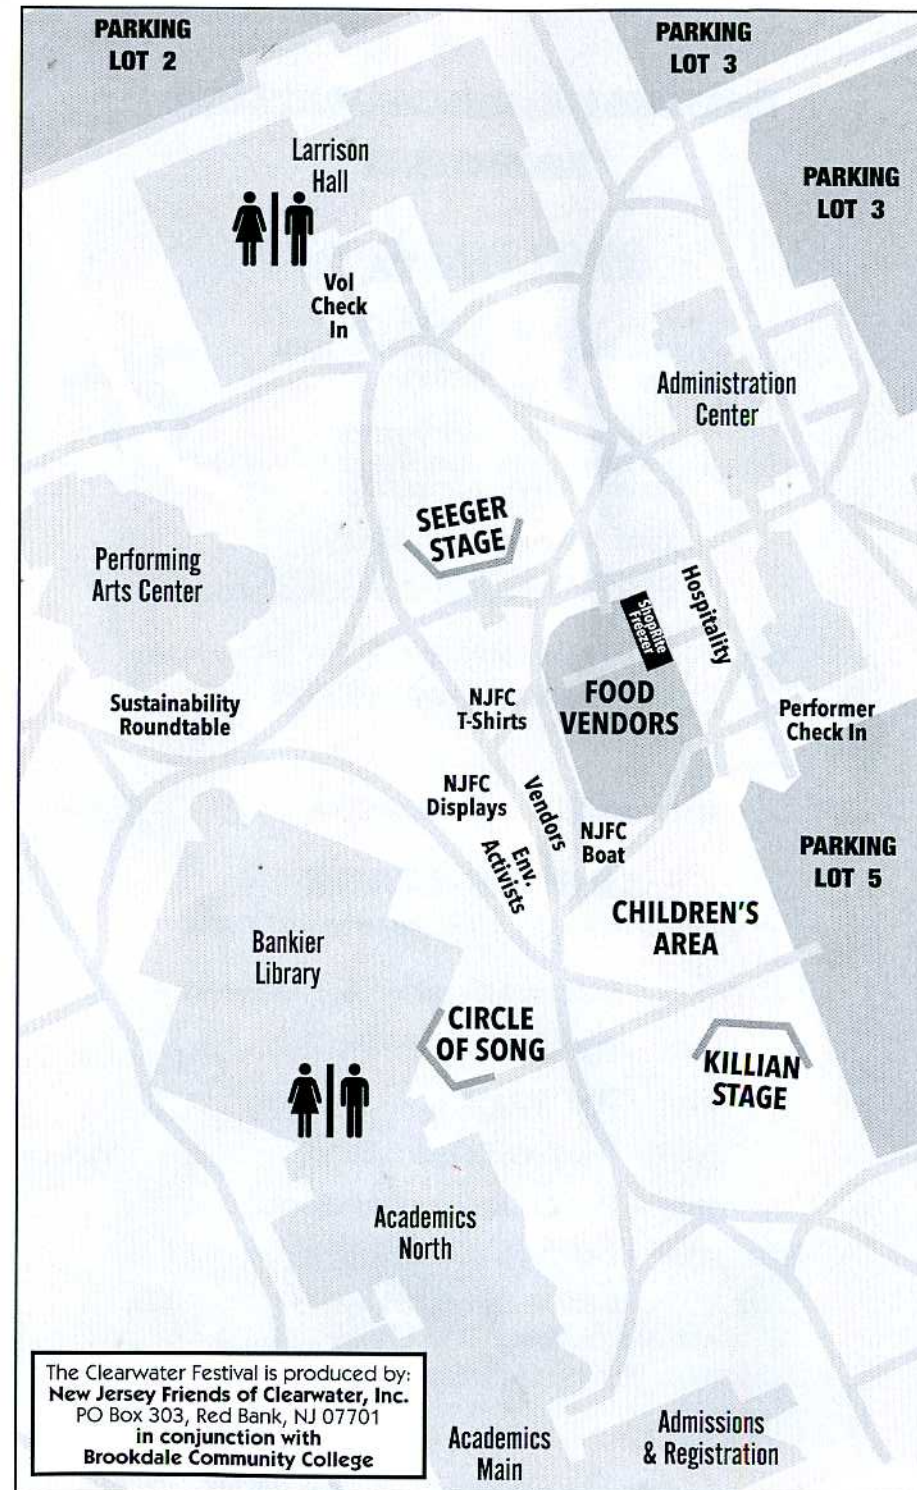 PARKING
LOT 2
PARKING
LOT 3
Larrison
Hall
PARKING
LOT 3
Vol
Check
In
Administration
Center
SEEGER
STAGE
Performing
Arts Center
Hospitality
ShopRite
Freezer
Sustainability
Roundtable
NJFC
T-Shirts
FOOD
VENDORS
Performer
Check In
NJFC
Displays
Vendors
NJFC
Boat
Env.
Activists
PARKING
LOT 5
CHILDREN'S
AREA
Bankier
Library
CIRCLE
OF SONG
KILLIAN
STAGE
Academics
North
The Clearwater Festival is produced by:
New Jersey Friends of Clearwater, Inc.
PO Box 303, Red Bank, NJ 07701
in conjunction with
Brookdale Community College
Academics
Main
Admissions
& Registration